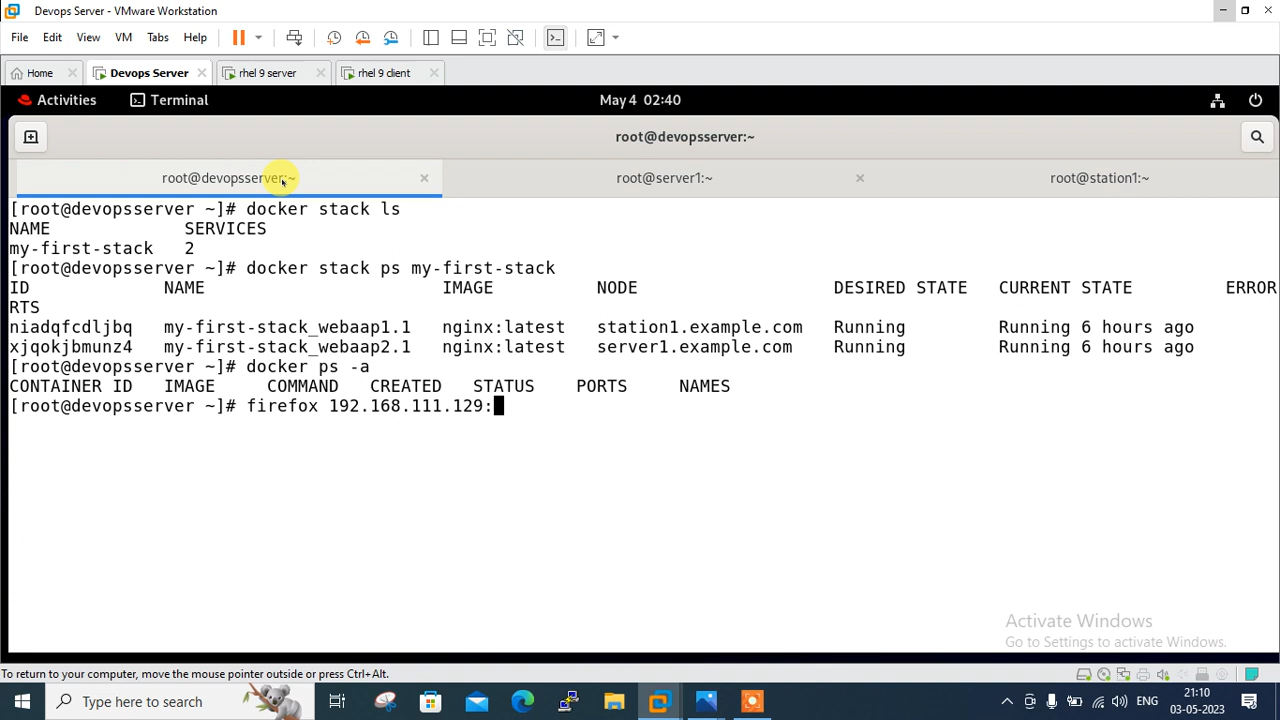 Devops Server - VMware Workstation
File Edit View VM Tabs Help
Home Devops Server rhel 9 server rhel 9 client
Activities Terminal May 4 02:40
root@devopsserver:~
root@devopsserver:~ root@server1:~ root@station1:~
[root@devopsserver ~]# docker stack ls
NAME SERVICES
my-first-stack 2
[root@devopsserver ~]# docker stack ps my-first-stack
ID NAME IMAGE NODE DESIRED STATE CURRENT STATE ERROR
RTS
niadqfcdljbq my-first-stack_webaap1.1 nginx:latest station1.example.com Running Running 6 hours ago
xjqokjbmunz4 my-first-stack_webaap2.1 nginx:latest server1.example.com Running Running 6 hours ago
[root@devopsserver ~]# docker ps -a
CONTAINER ID IMAGE COMMAND CREATED STATUS PORTS NAMES
[root@devopsserver ~]# firefox 192.168.111.129:
Activate Windows
Go to Settings to activate Windows.
To return to your computer, move the mouse pointer outside or press Ctrl+Alt.
Type here to search
ENG
21:10
03-05-2023